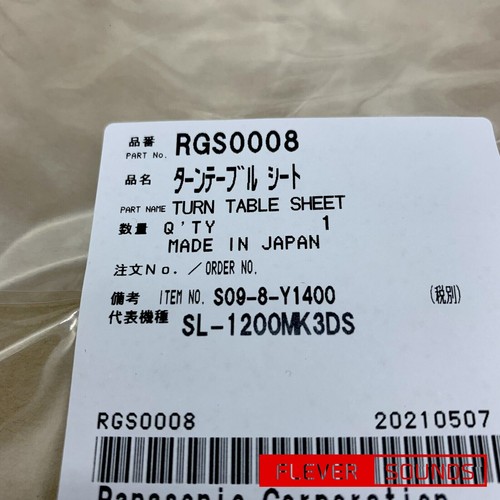 品番 RGS0008
PART No.
品名 ﾀｰﾝﾃｰﾌﾞﾙ ｼｰﾄ
PART NAME TURN TABLE SHEET
数量 Q'TY 1
MADE IN JAPAN
注文No. ／ORDER NO.
備考 ITEM NO. S09-8-Y1400 (税別)
代表機種 SL-1200MK3DS
RGS0008 20210507
FLEVER SOUNDS
Panasonic Corporation